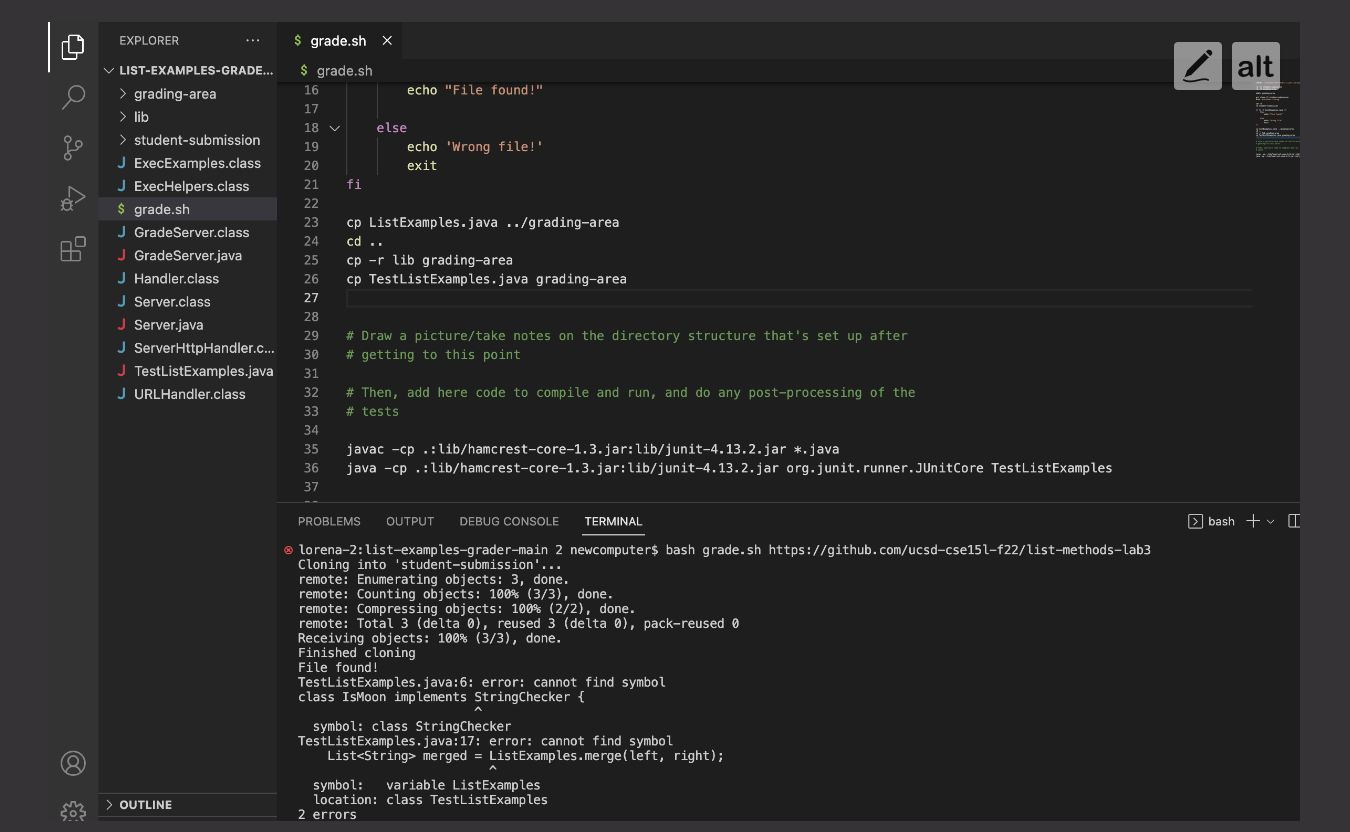 EXPLORER ...
LIST-EXAMPLES-GRADE...
grading-area
lib
student-submission
ExecExamples.class
ExecHelpers.class
grade.sh
GradeServer.class
GradeServer.java
Handler.class
Server.class
Server.java
ServerHttpHandler.c...
TestListExamples.java
URLHandler.class
OUTLINE
$ grade.sh
$ grade.sh
alt
16 echo "File found!"
17
18 else
19 echo 'Wrong file!'
20 exit
21 fi
22
23 cp ListExamples.java ../grading-area
24 cd ..
25 cp -r lib grading-area
26 cp TestListExamples.java grading-area
27
28
29 # Draw a picture/take notes on the directory structure that's set up after
30 # getting to this point
31
32 # Then, add here code to compile and run, and do any post-processing of the
33 # tests
34
35 javac -cp .:lib/hamcrest-core-1.3.jar:lib/junit-4.13.2.jar *.java
36 java -cp .:lib/hamcrest-core-1.3.jar:lib/junit-4.13.2.jar org.junit.runner.JUnitCore TestListExamples
37
PROBLEMS OUTPUT DEBUG CONSOLE TERMINAL
bash
lorena-2:list-examples-grader-main 2 newcomputer$ bash grade.sh https://github.com/ucsd-cse15l-f22/list-methods-lab3
Cloning into 'student-submission'...
remote: Enumerating objects: 3, done.
remote: Counting objects: 100% (3/3), done.
remote: Compressing objects: 100% (2/2), done.
remote: Total 3 (delta 0), reused 3 (delta 0), pack-reused 0
Receiving objects: 100% (3/3), done.
Finished cloning
File found!
TestListExamples.java:6: error: cannot find symbol
class IsMoon implements StringChecker {
^
symbol: class StringChecker
TestListExamples.java:17: error: cannot find symbol
List<String> merged = ListExamples.merge(left, right);
^
symbol:   variable ListExamples
location: class TestListExamples
2 errors